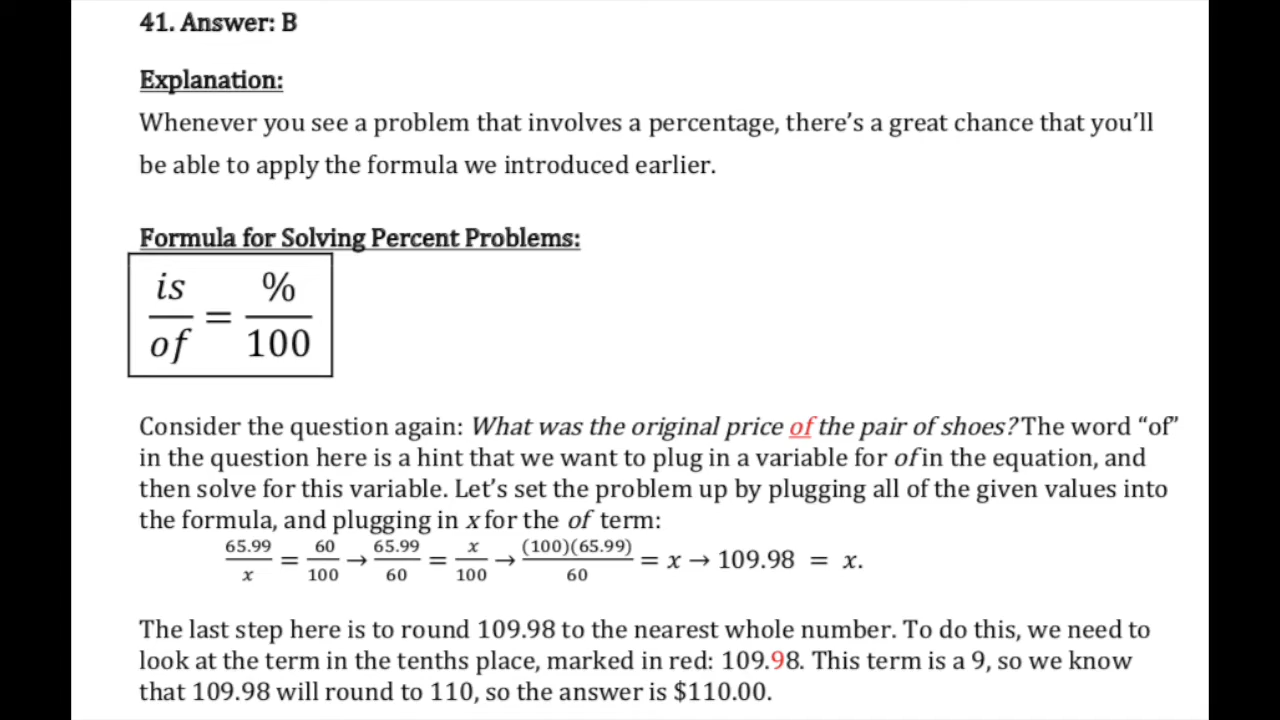 41. Answer: B
Explanation:
Whenever you see a problem that involves a percentage, there’s a great chance that you’ll
be able to apply the formula we introduced earlier.
Formula for Solving Percent Problems:
is/of = %/100
Consider the question again: What was the original price of the pair of shoes? The word “of”
in the question here is a hint that we want to plug in a variable for of in the equation, and
then solve for this variable. Let’s set the problem up by plugging all of the given values into
the formula, and plugging in x for the of term:
65.99/x = 60/100 → 65.99/60 = x/100 → (100)(65.99)/60 = x → 109.98 = x.
The last step here is to round 109.98 to the nearest whole number. To do this, we need to
look at the term in the tenths place, marked in red: 109.98. This term is a 9, so we know
that 109.98 will round to 110, so the answer is $110.00.